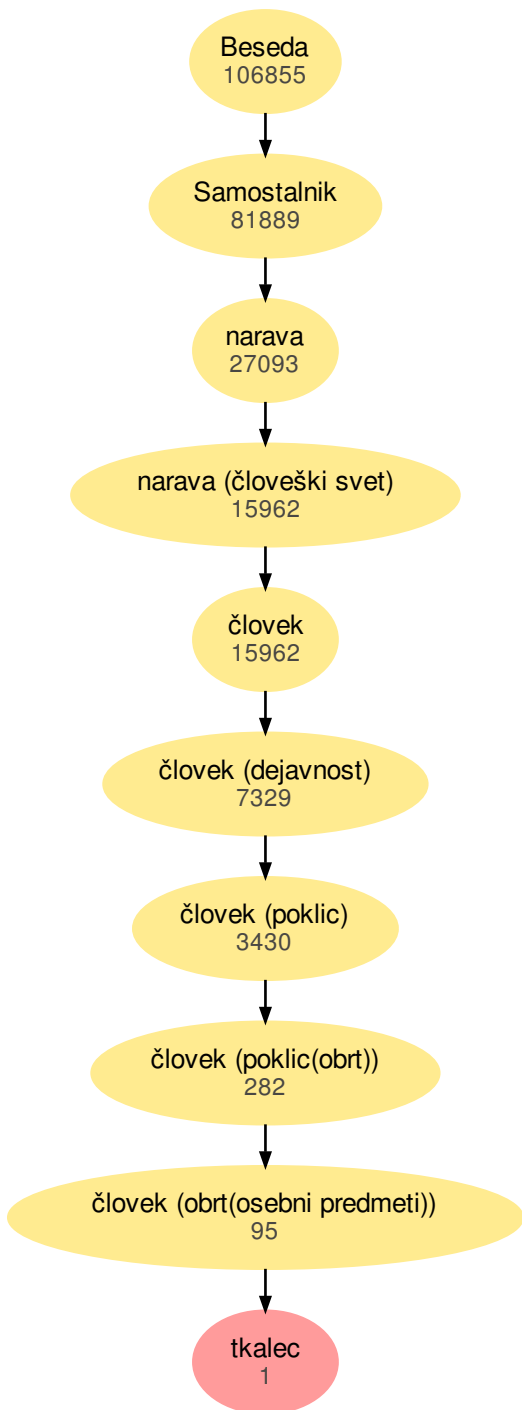 Beseda
106855
Samostalnik
81889
narava
27093
narava (človeški svet)
15962
človek
15962
človek (dejavnost)
7329
človek (poklic)
3430
človek (poklic(obrt))
282
človek (obrt(osebni predmeti))
95
tkalec
1